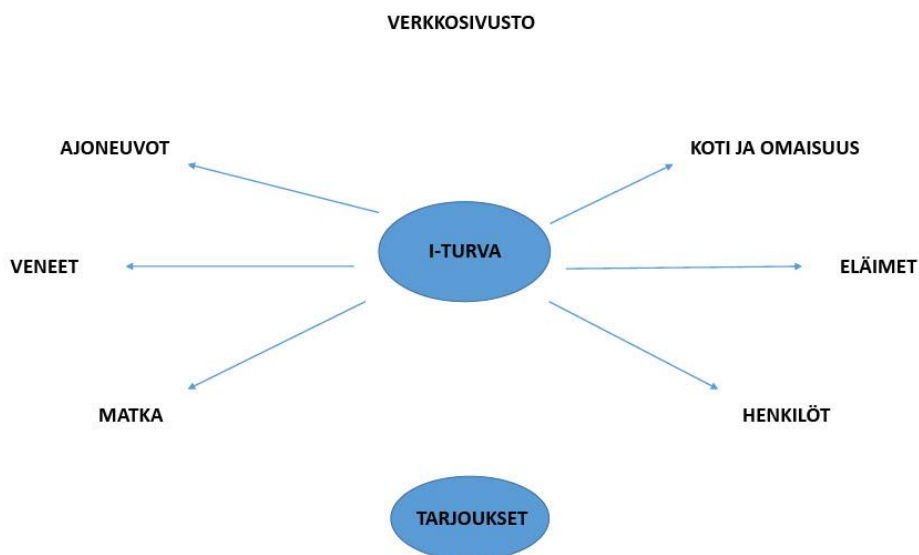 VERKKOSIVUSTO
AJONEUVOT
KOTI JA OMAISUUS
I-TURVA
VENEET
ELÄIMET
MATKA
HENKILÖT
TARJOUKSET